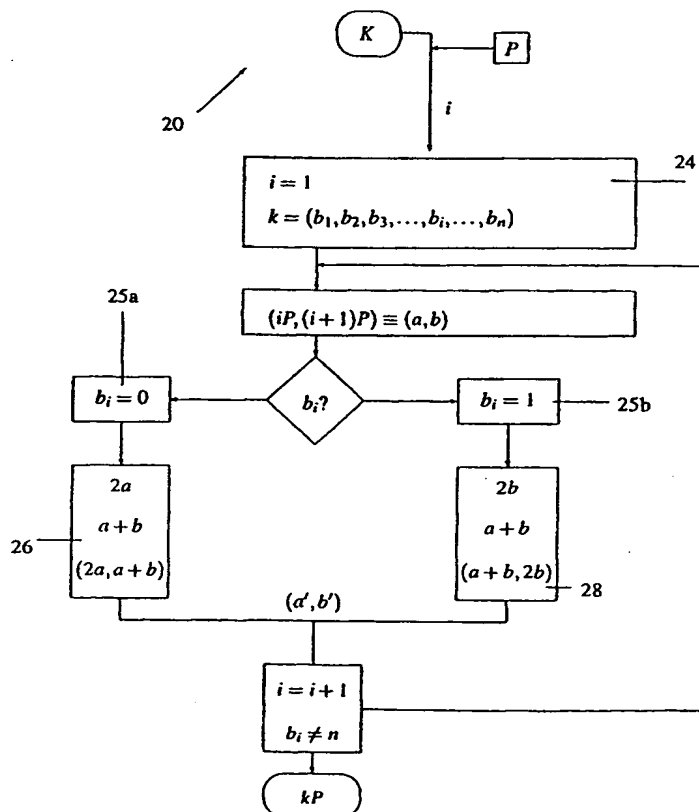 K
P
i
20
24
i = 1
k = (b₁,b₂,b₃,…,bᵢ,…,bₙ)
25a
(iP,(i+1)P) ≡ (a,b)
bᵢ = 0
bᵢ?
bᵢ = 1
25b
2a
a+b
(2a,a+b)
26
2b
a+b
(a+b,2b)
28
(a′,b′)
i = i+1
bᵢ ≠ n
kP